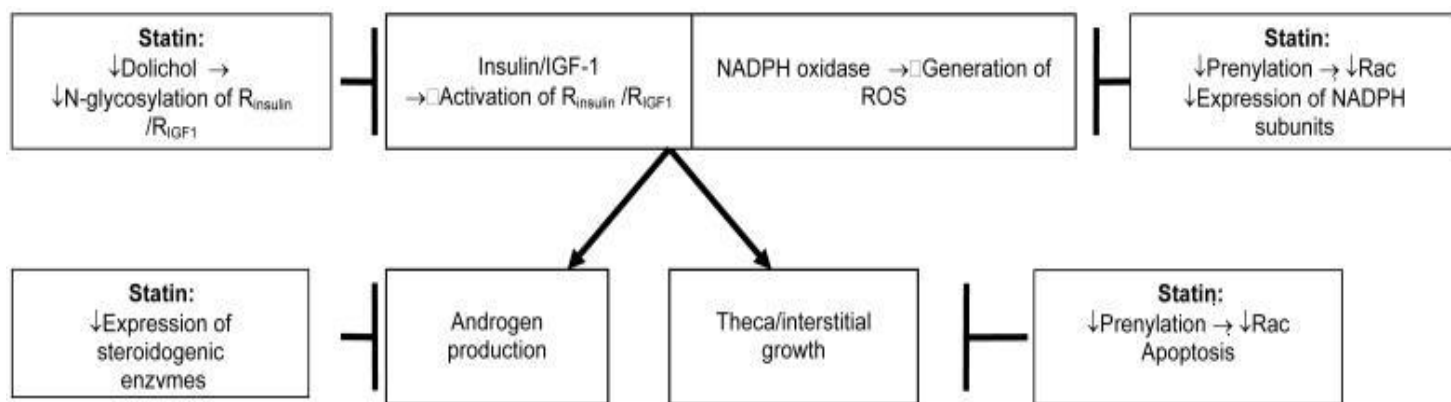 Statin:
↓Dolichol →
↓N-glycosylation of Rinsulin
/RIGF1
Insulin/IGF-1
→□Activation of Rinsulin /RIGF1
NADPH oxidase →□Generation of
ROS
Statin:
↓Prenylation → ↓Rac
↓Expression of NADPH
subunits
Statin:
↓Expression of
steroidogenic
enzymes
Androgen
production
Theca/interstitial
growth
Statin:
↓Prenylation → ↓Rac
Apoptosis